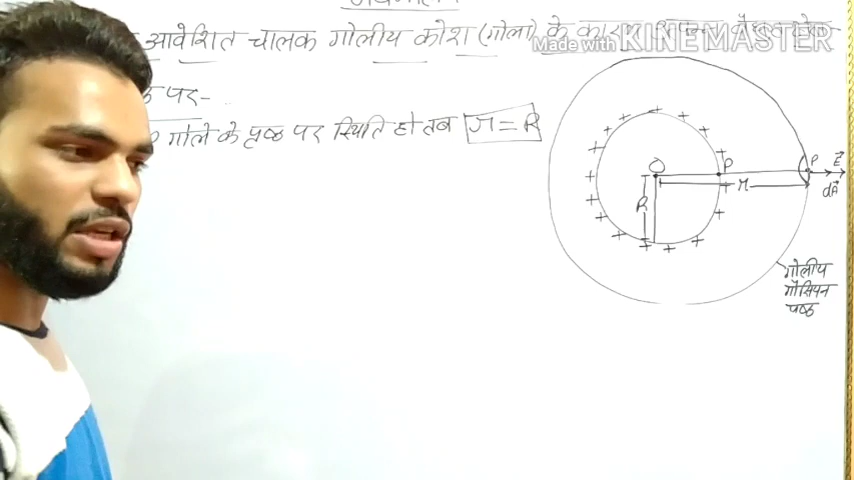 आवेशित चालक गोलीय कोश (गोला) के कारण
Made with KINEMASTER
पर-
गोले के पृष्ठ पर स्थिति हो तब r = R
O
P
P
E
dA
r
R
गोलीय
गौसियन
पृष्ठ